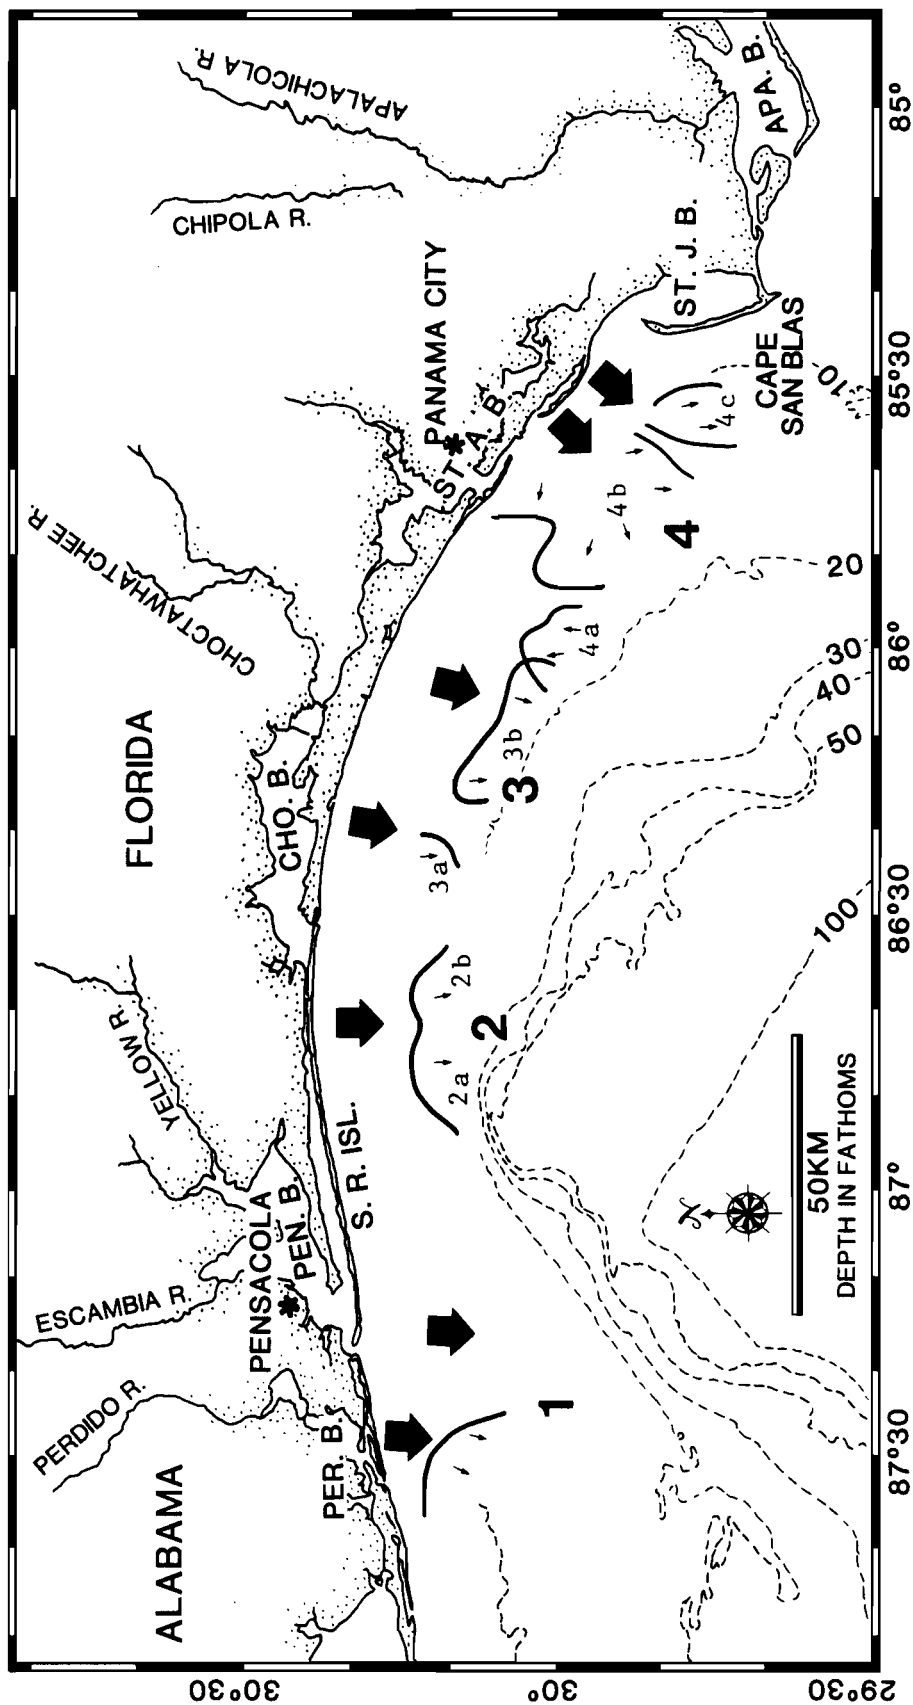 ALABAMA
FLORIDA
PERDIDO R.
ESCAMBIA R.
YELLOW R.
CHOCTAWHATCHEE R.
CHIPOLA R.
APALACHICOLA R.
PENSACOLA
PANAMA CITY
PER. B.
PEN. B.
S. R. ISL.
CHO. B.
ST. A. B
ST. J. B.
APA. B.
CAPE
SAN BLAS
1
2
2a
2b
3
3a
3b
4
4a
4b
4c
10
20
30
40
50
100
N
50KM
DEPTH IN FATHOMS
30°30
30°
29°30
87°30
87°
86°30
86°
85°30
85°